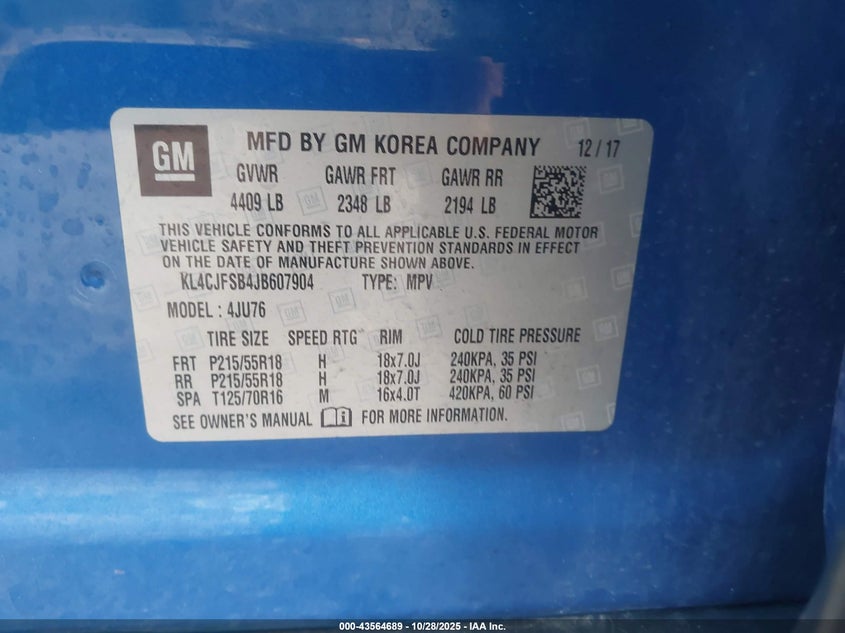 GM MFD BY GM KOREA COMPANY 12 / 17
GVWR GAWR FRT GAWR RR
4409 LB 2348 LB 2194 LB
THIS VEHICLE CONFORMS TO ALL APPLICABLE U.S. FEDERAL MOTOR
VEHICLE SAFETY AND THEFT PREVENTION STANDARDS IN EFFECT
ON THE DATE OF MANUFACTURE SHOWN ABOVE.
KL4CJFSB4JB607904 TYPE: MPV
MODEL : 4JU76
TIRE SIZE SPEED RTG RIM COLD TIRE PRESSURE
FRT P215/55R18 H 18x7.0J 240KPA, 35 PSI
RR P215/55R18 H 18x7.0J 240KPA, 35 PSI
SPA T125/70R16 M 16x4.0T 420KPA, 60 PSI
SEE OWNER'S MANUAL FOR MORE INFORMATION.
000-43564689 | 10/28/2025 - IAA Inc.